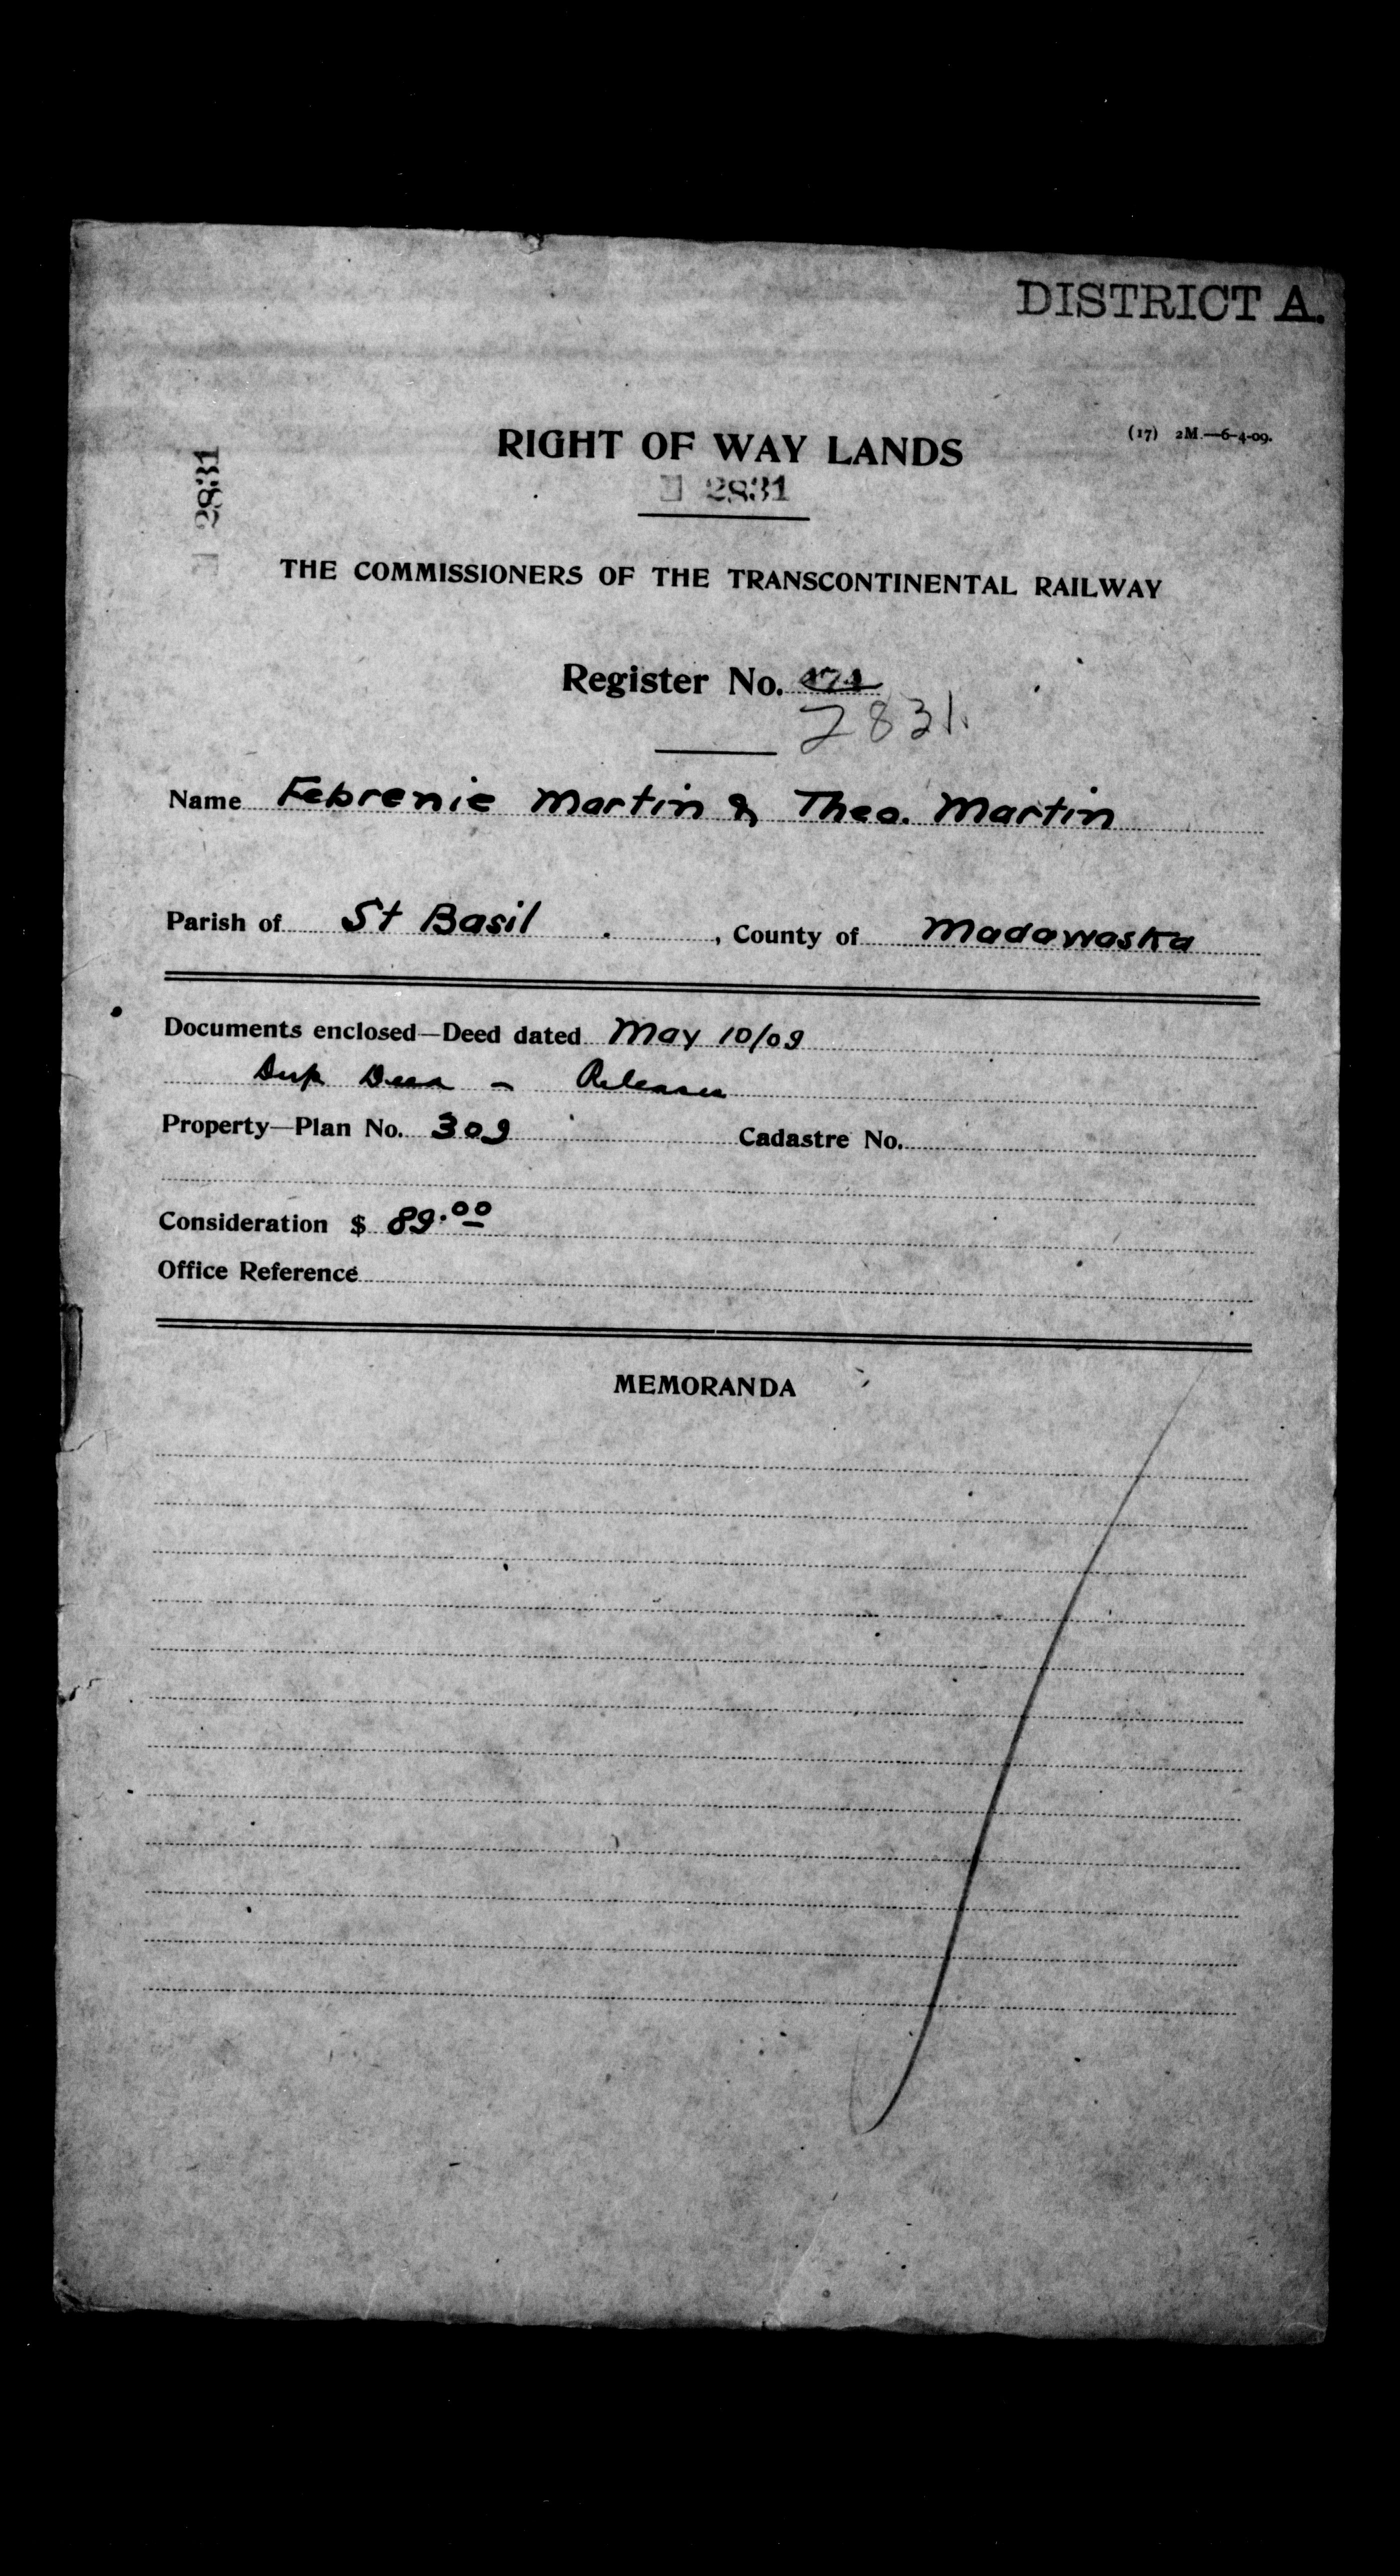 DISTRICT A.
(17) 2M.—6-4-09.
RIGHT OF WAY LANDS
2831
2831
THE COMMISSIONERS OF THE TRANSCONTINENTAL RAILWAY
Register No. 474
2831.
Name Febrenie Martin & Theo. Martin
Parish of St Basil, County of Madawaska
Documents enclosed—Deed dated May 10/09
Dup Deed - Releases
Property—Plan No. 309 Cadastre No.
Consideration $ 89.00
Office Reference
MEMORANDA